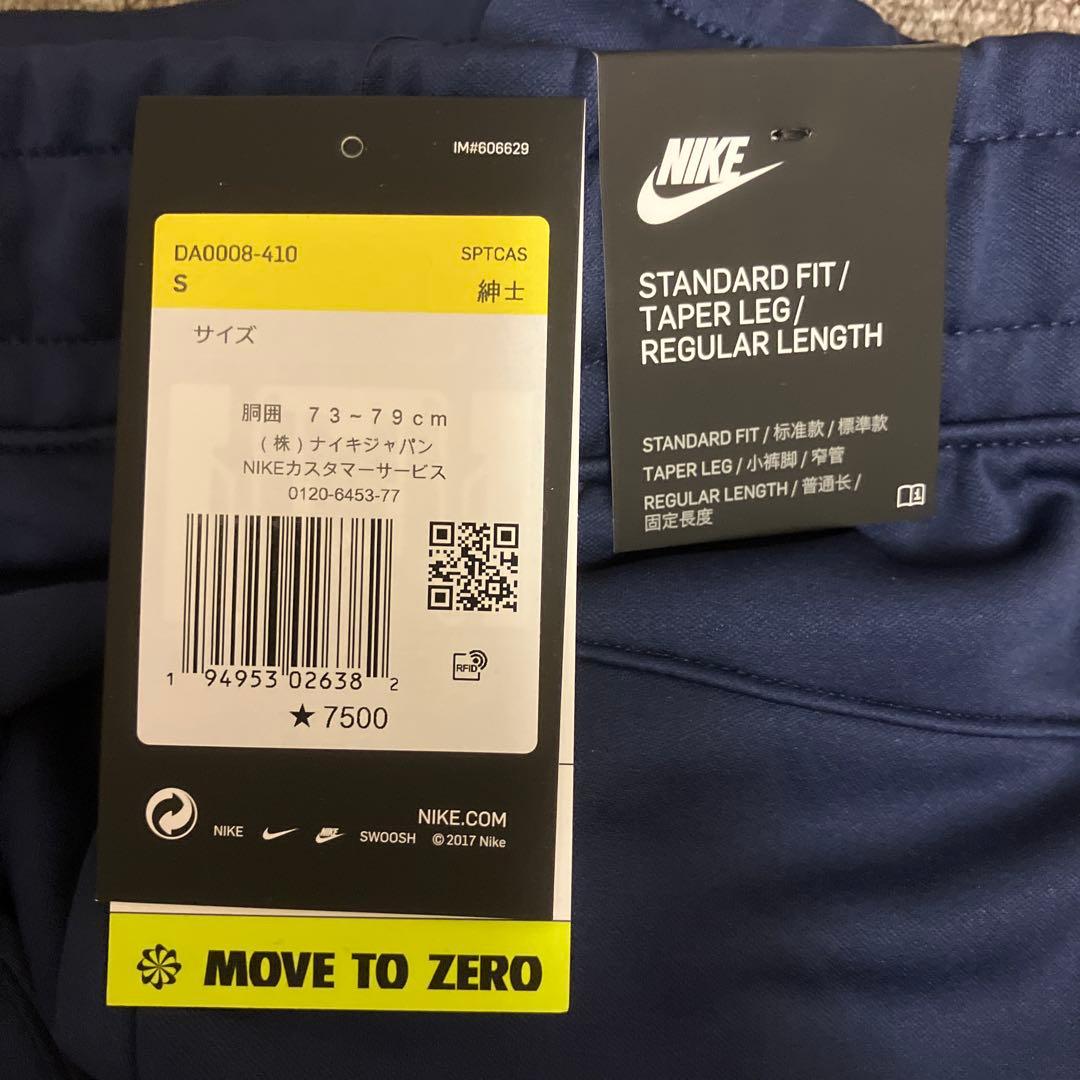 IM#606629
DA0008-410
SPTCAS
S
紳士
サイズ
胴囲 73~79cm
(株)ナイキジャパン
NIKEカスタマーサービス
0120-6453-77
RFID
1 94953 02638 2
★7500
NIKE.COM
NIKE NIKE SWOOSH © 2017 Nike
MOVE TO ZERO
NIKE
STANDARD FIT/
TAPER LEG/
REGULAR LENGTH
STANDARD FIT / 标准款 / 標準款
TAPER LEG / 小裤脚 / 窄管
REGULAR LENGTH / 普通长 /
固定長度